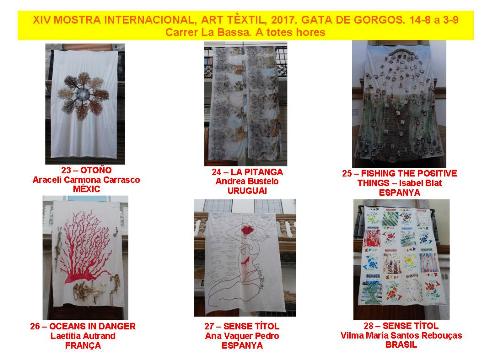 XIV MOSTRA INTERNACIONAL, ART TÈXTIL, 2017. GATA DE GORGOS. 14-8 a 3-9
Carrer La Bassa. A totes hores
23 – OTOÑO
Araceli Carmona Carrasco
MÈXIC
24 – LA PITANGA
Andrea Bustelo
URUGUAI
25 – FISHING THE POSITIVE
THINGS – Isabel Blat
ESPANYA
26 – OCEANS IN DANGER
Laetitia Autrand
FRANÇA
27 – SENSE TÍTOL
Ana Vaquer Pedro
ESPANYA
28 – SENSE TÍTOL
Vilma Maria Santos Rebouças
BRASIL